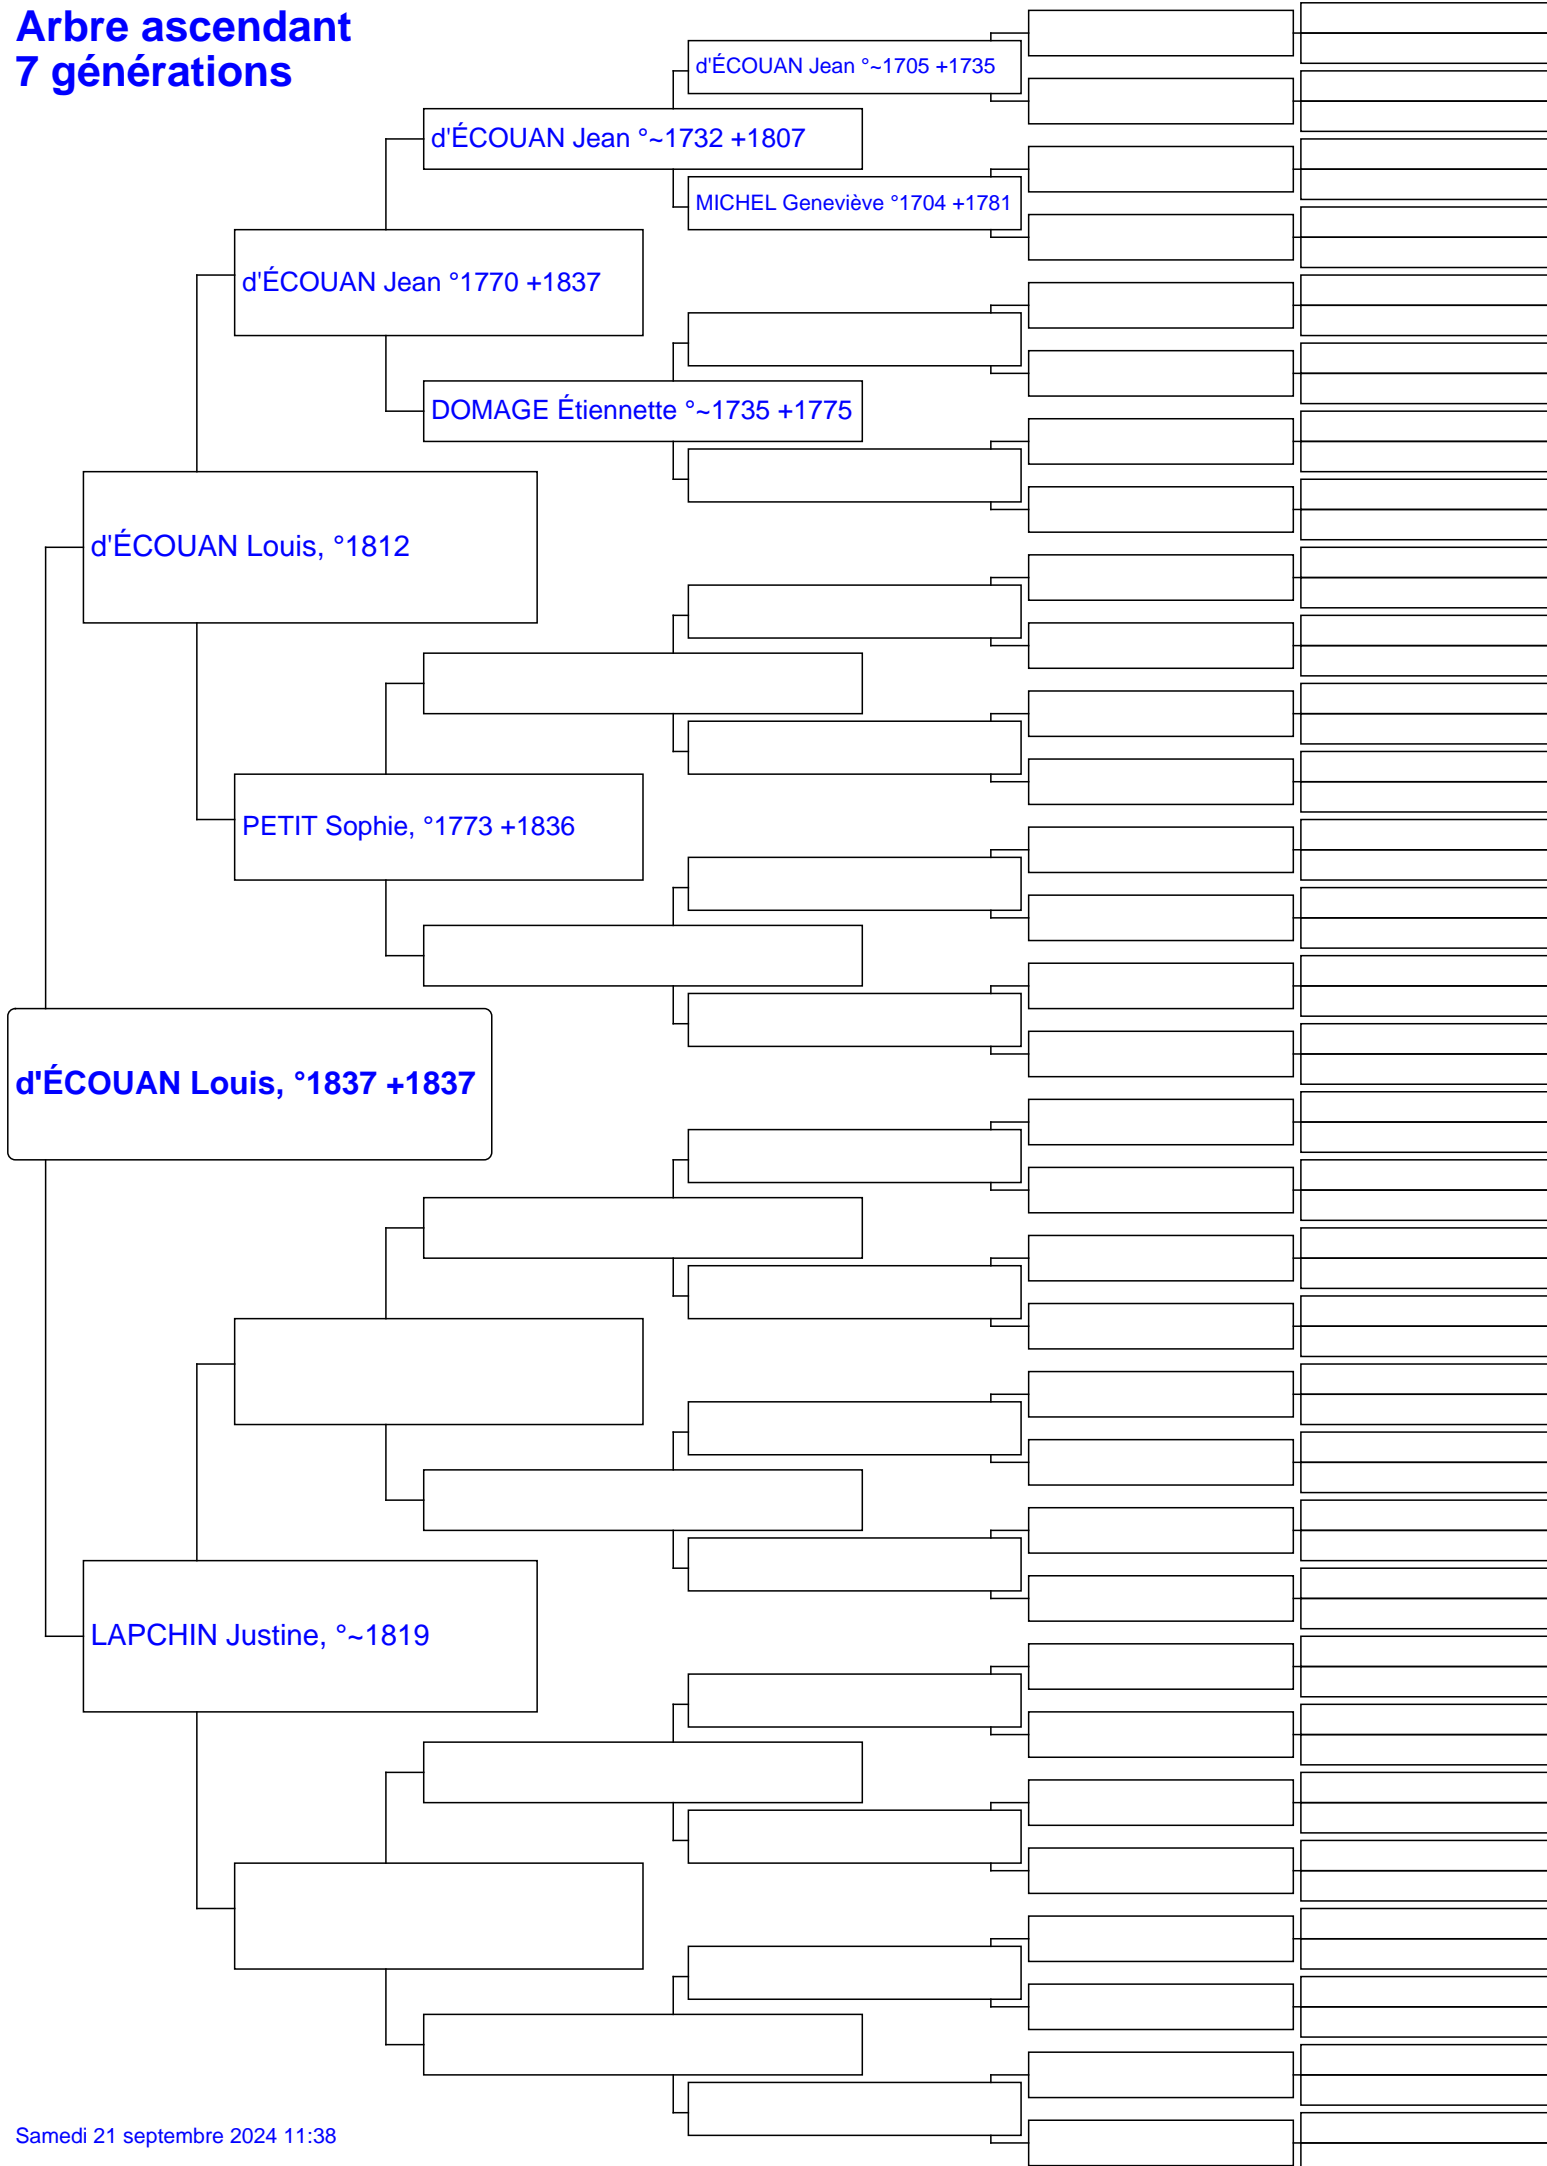 Arbre ascendant
7 générations
d'ÉCOUAN Jean °~1705 +1735
d'ÉCOUAN Jean °~1732 +1807
MICHEL Geneviève °1704 +1781
d'ÉCOUAN Jean °1770 +1837
DOMAGE Étiennette °~1735 +1775
d'ÉCOUAN Louis, °1812
PETIT Sophie, °1773 +1836
d'ÉCOUAN Louis, °1837 +1837
LAPCHIN Justine, °~1819
Samedi 21 septembre 2024 11:38